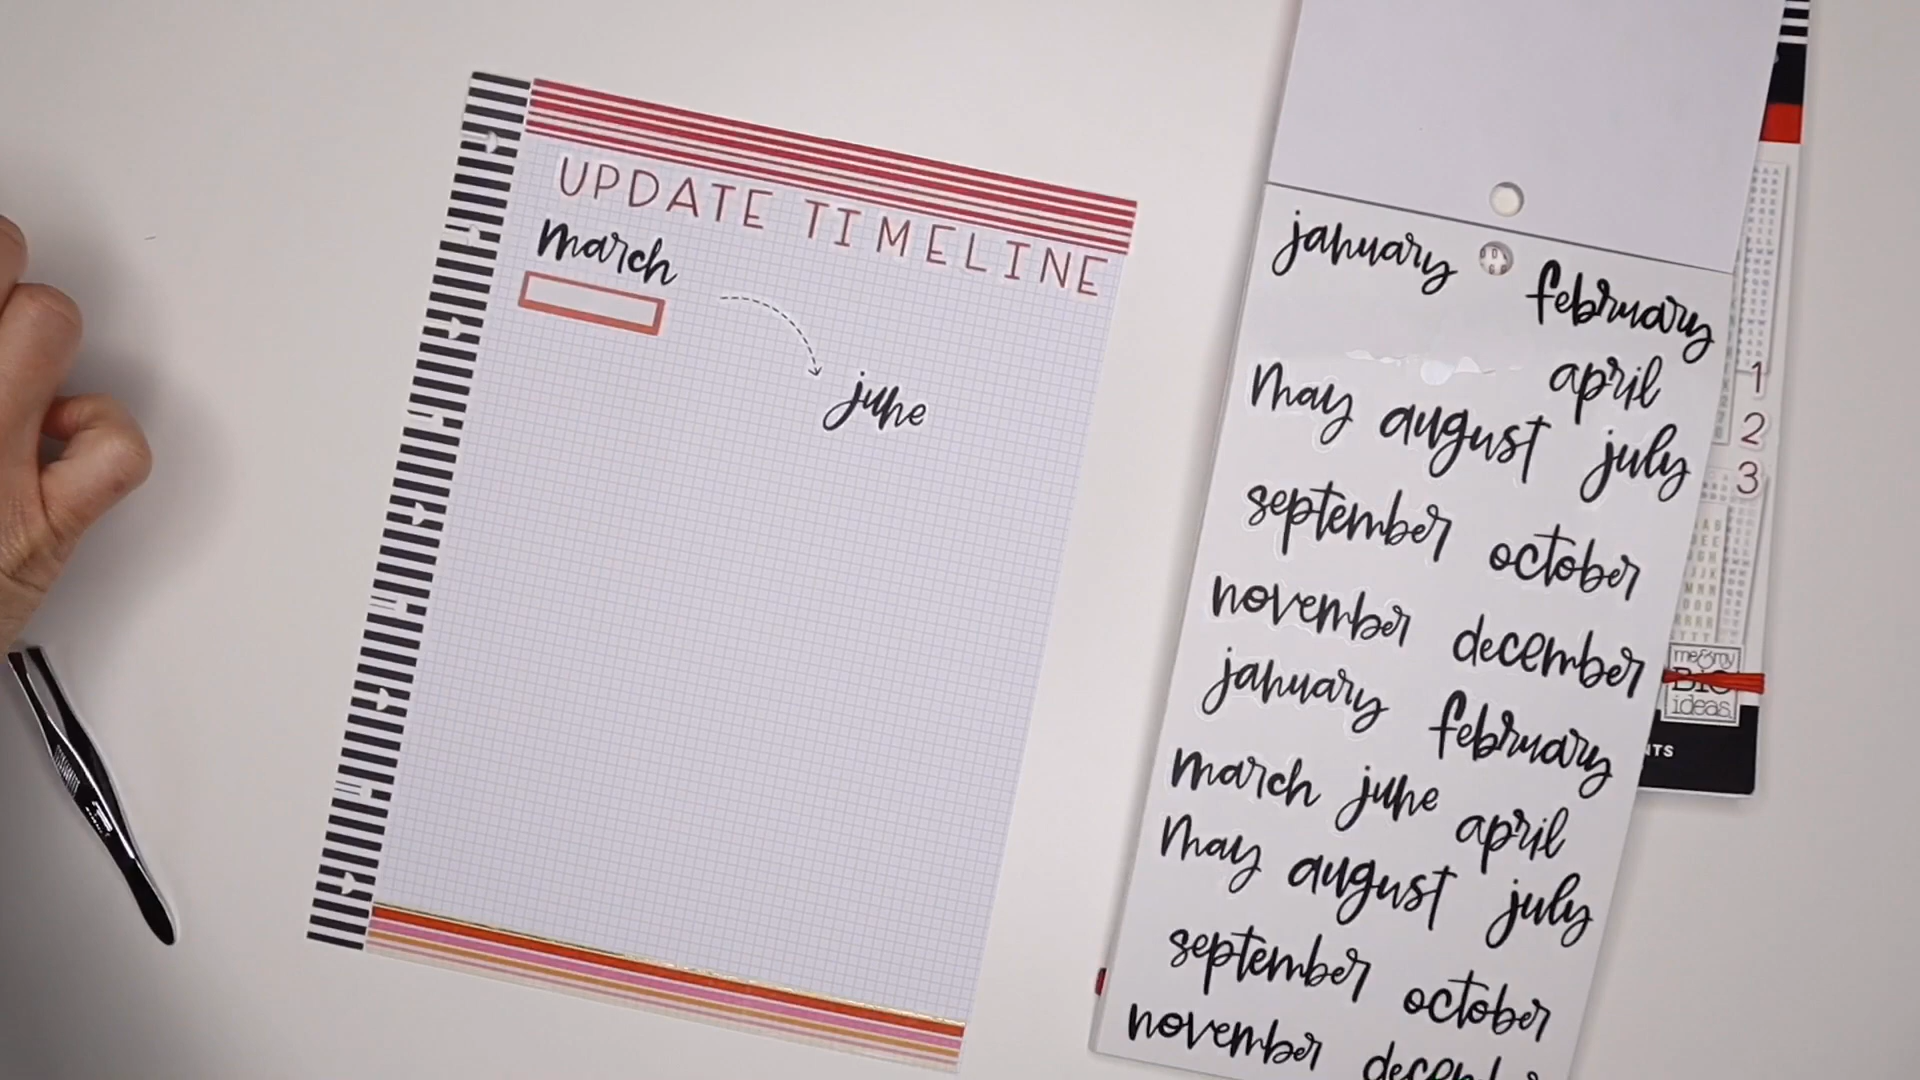 UPDATE TIMELINE
march
june
january february
april
may august july
september october
november december
january february
march june april
may august july
september october
november
1
2
3
me & my
BIG
ideas